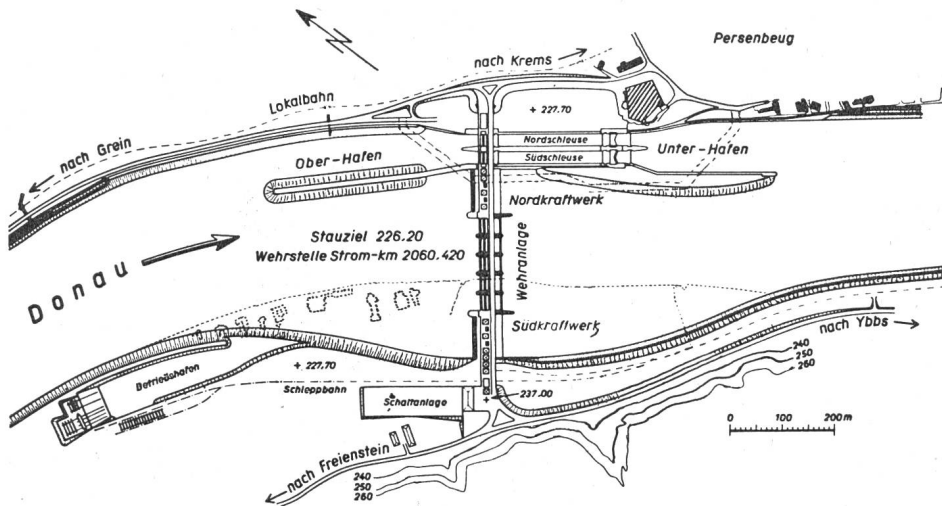 Persenbeug
nach Krems
N
Lokalbahn
+ 227.70
nach Grein
Nordschleuse
Südschleuse
Ober-Hafen
Unter-Hafen
Nordkraftwerk
Stauziel 226.20
Wehrstelle Strom-km 2060.420
Donau
Wehranlage
Südkraftwerk
nach Ybbs
240
250
260
+ 227.70
Betriebshafen
Schleppbahn
Schaltanlage
237.00
0 100 200 m
nach Freienstein
240
250
260